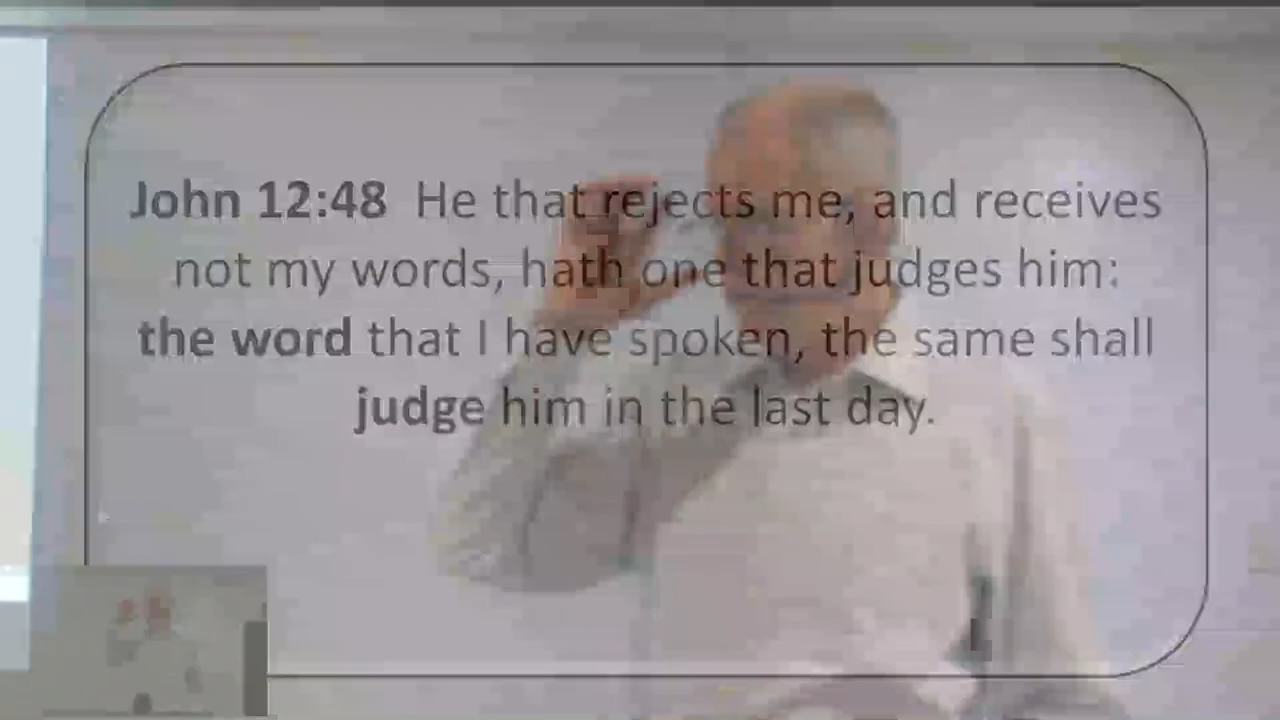 John 12:48 He that rejects me, and receives
not my words, hath one that judges him:
the word that I have spoken, the same shall
judge him in the last day.